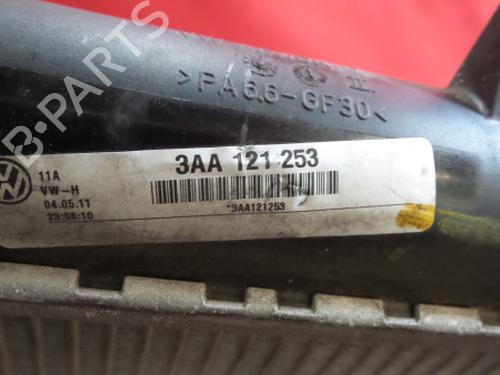 >PA6.6-GF30<
3AA 121 253
11A
VW-H
04.05.11
23:56:10
*3AA121253
B-PARTS